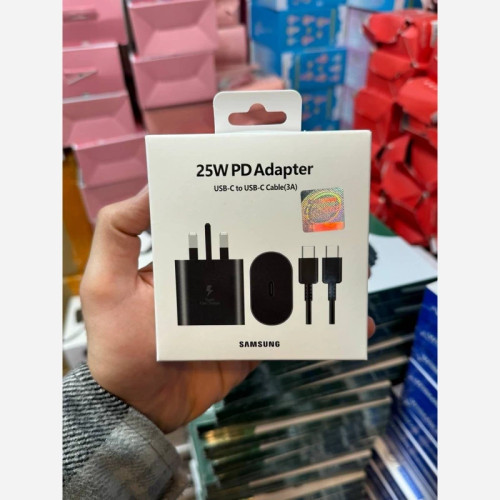 25W PD Adapter
USB-C to USB-C Cable(3A)
SAMSUNG